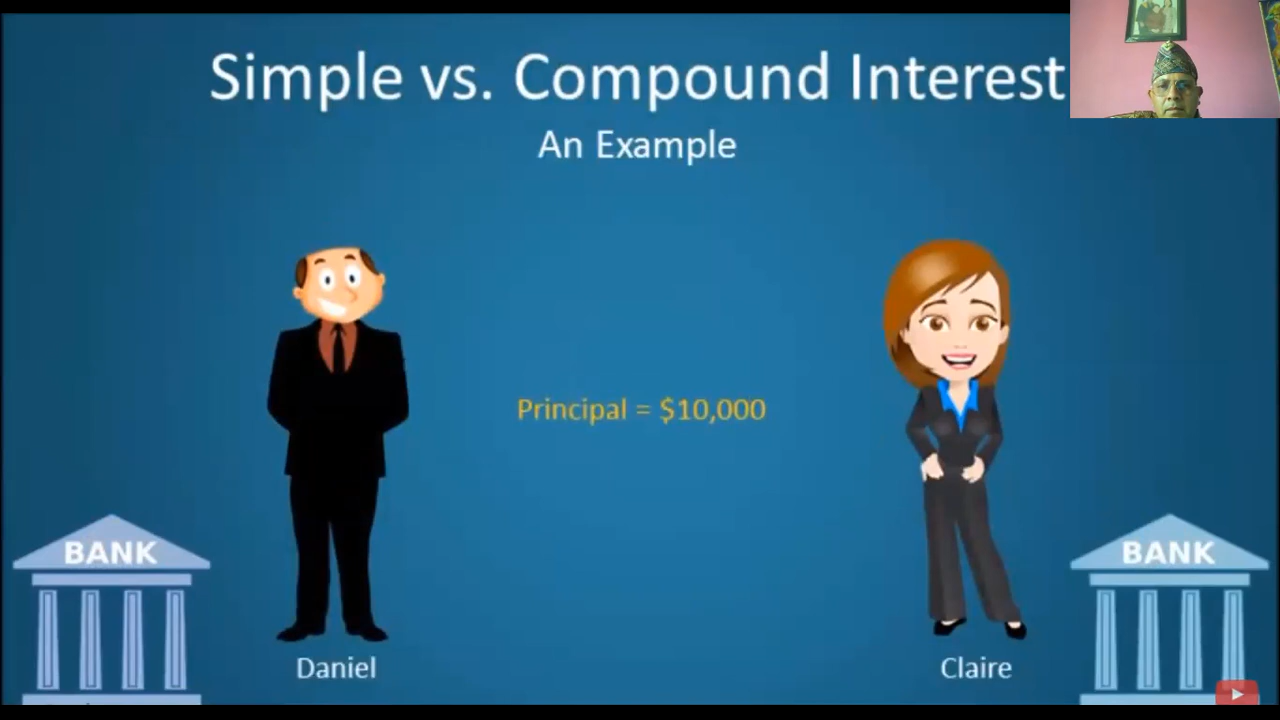 Simple vs. Compound Interest
An Example
Principal = $10,000
BANK
BANK
Daniel
Claire